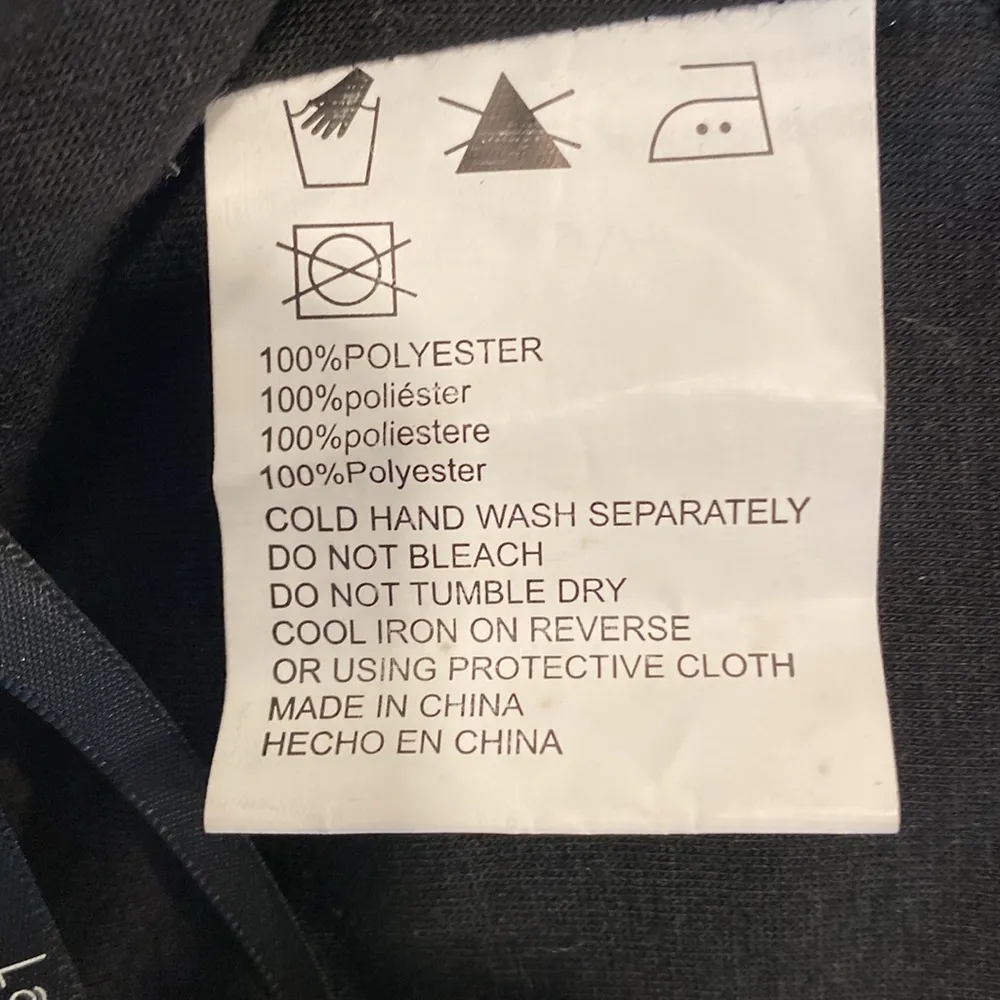 100%POLYESTER
100%poliéster
100%poliestere
100%Polyester
COLD HAND WASH SEPARATELY
DO NOT BLEACH
DO NOT TUMBLE DRY
COOL IRON ON REVERSE
OR USING PROTECTIVE CLOTH
MADE IN CHINA
HECHO EN CHINA